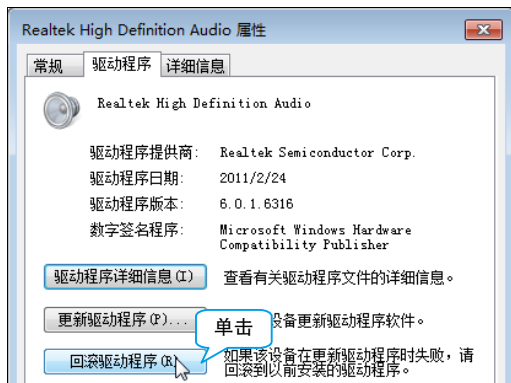 Realtek High Definition Audio 属性
常规 驱动程序 详细信息
Realtek High Definition Audio
驱动程序提供商: Realtek Semiconductor Corp.
驱动程序日期: 2011/2/24
驱动程序版本: 6.0.1.6316
数字签名程序: Microsoft Windows Hardware
Compatibility Publisher
驱动程序详细信息(I) 查看有关驱动程序文件的详细信息。
更新驱动程序(P)... 设备更新驱动程序软件。
单击
回滚驱动程序(R) 如果该设备在更新驱动程序时失败，请
回滚到以前安装的驱动程序。